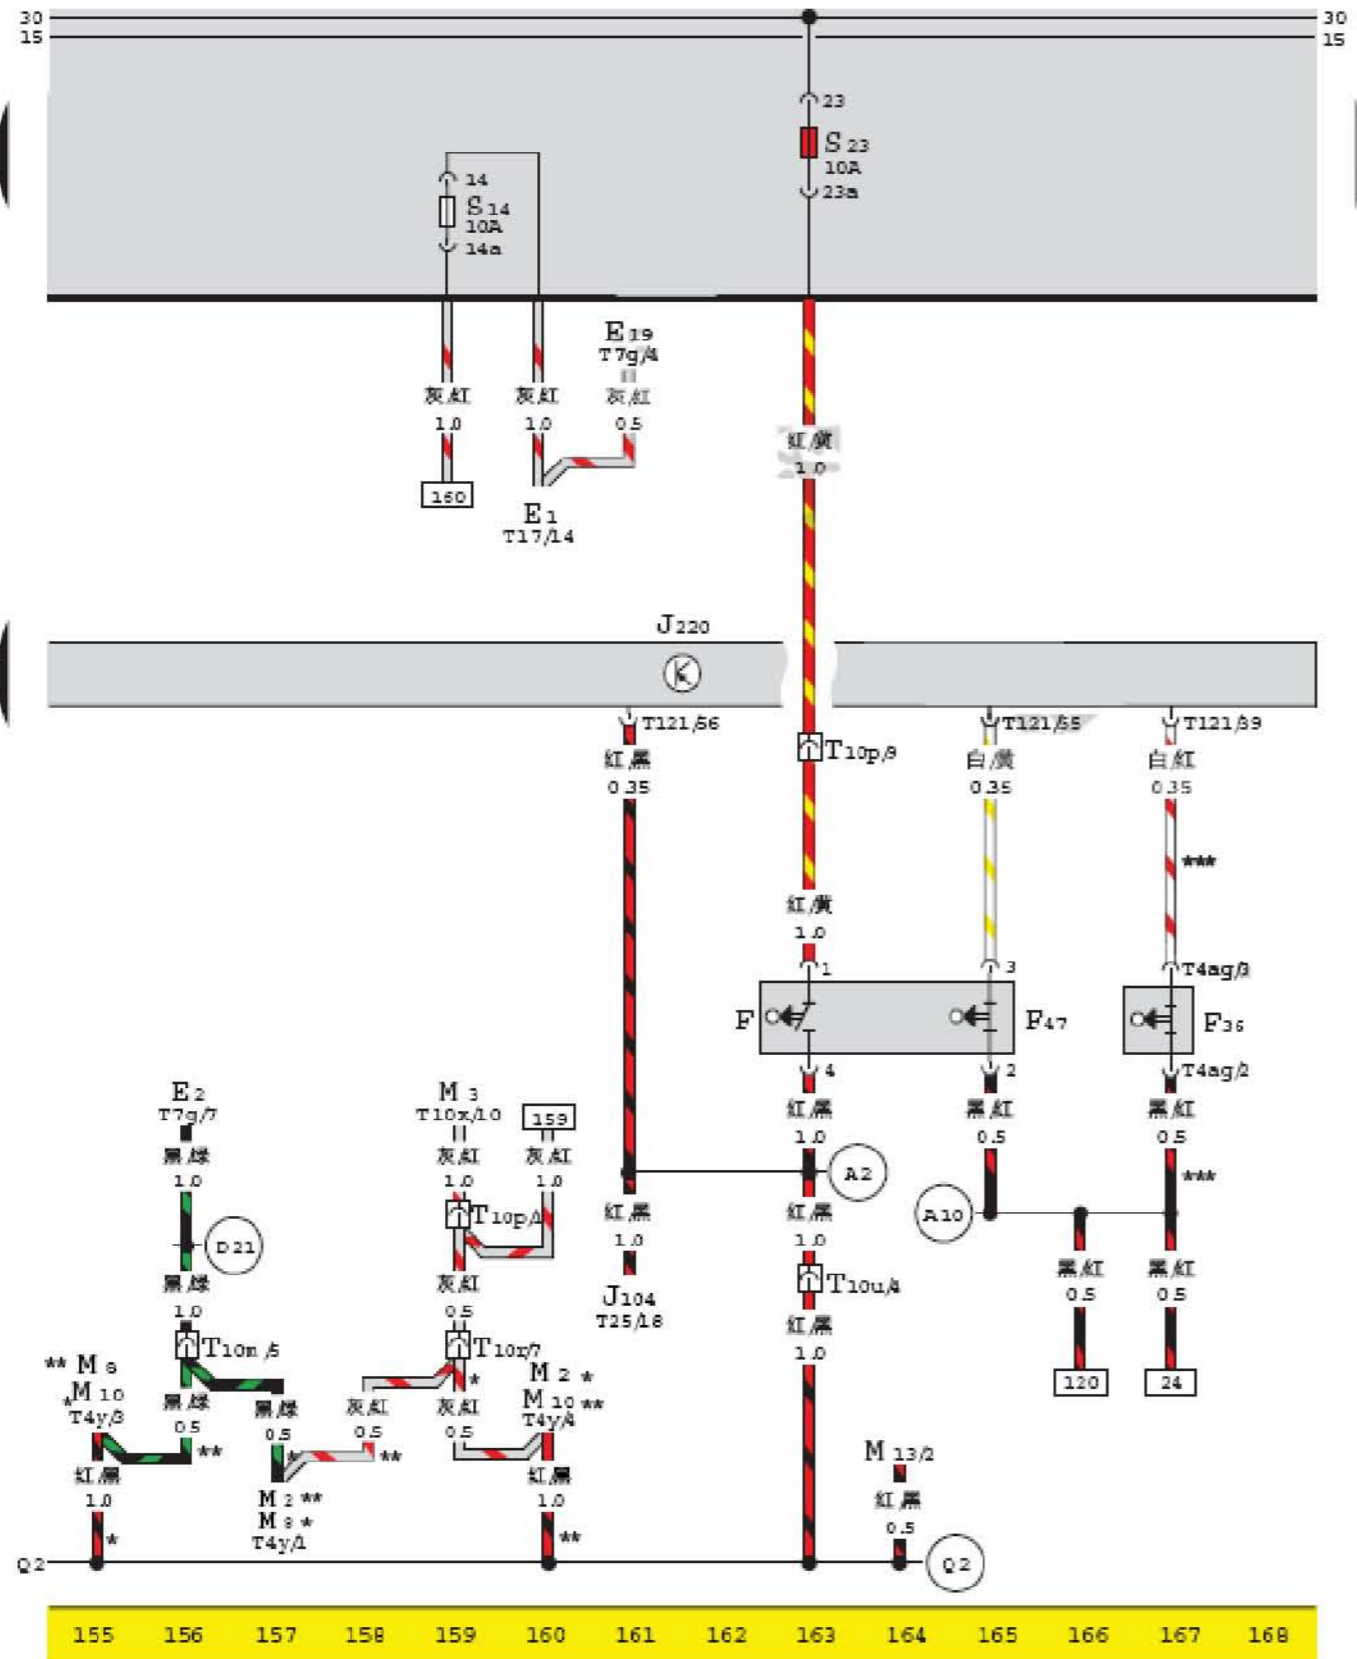 30
30
15
15
23
S 23
10A
23a
14
S 14
10A
14a
E 19
T7g/4
灰/红
灰/红
灰/红
1.0
1.0
0.5
红/黄
1.0
160
E 1
T17/14
J 220
T121/56
T121/55
T121/39
红/黑
T10p/9
白/黄
白/红
0.35
0.35
0.35
***
红/黄
1.0
1
3
T4ag/3
F
F 47
F 36
4
2
T4ag/2
E 2
T7g/7
M 3
T10x/10
159
红/黑
黑/红
黑/红
1.0
0.5
0.5
黑/绿
灰/红
灰/红
1.0
1.0
1.0
A2
***
T10p/
红/黑
红/黑
A10
1.0
1.0
D21
黑/绿
灰/红
黑/红
黑/红
1.0
0.5
0.5
0.5
J 104
T25/18
T10u/4
红/黑
1.0
T10m/5
T10r/7
** M 9
* M 10
T4y/3
M 2 *
M 10 **
T4y/4
*
120
24
黑/绿
黑/绿
灰/红
灰/红
0.5
0.5
0.5
0.5
**
*
**
红/黑
1.0
*
M 2 **
M 9 *
T4y/1
红/黑
1.0
**
M 13/2
红/黑
0.5
Q2
Q2
155 156 157 158 159 160 161 162 163 164 165 166 167 168